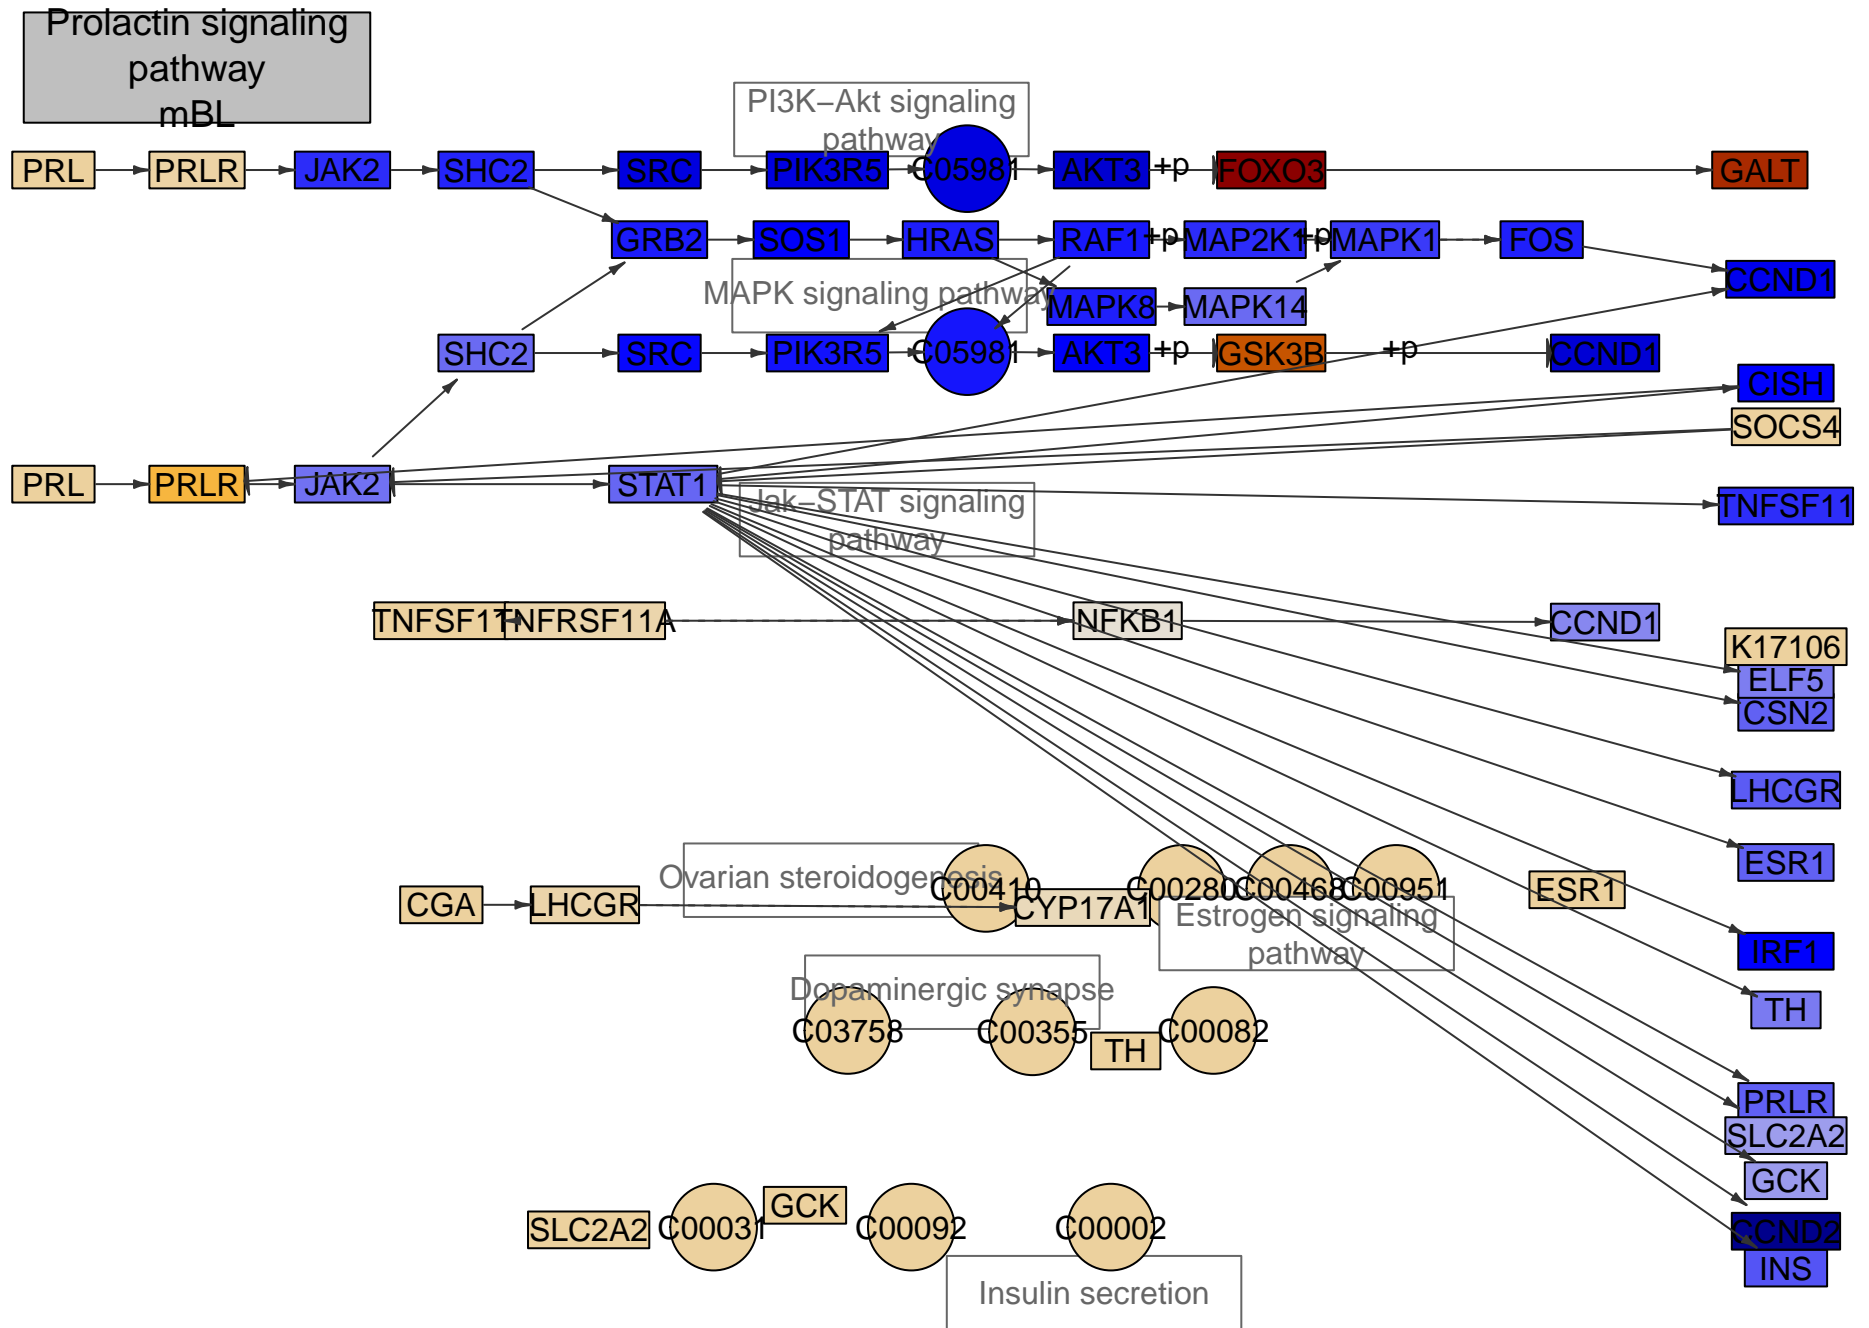 Prolactin signaling
pathway
mBL
PI3K−Akt signaling
pathway
PRL
PRLR
JAK2
SHC2
SRC
PIK3R5
C05981
AKT3
+p
FOXO3
GALT
GRB2
SOS1
HRAS
RAF1
+p
MAP2K1
+p
MAPK1
FOS
CCND1
MAPK signaling pathway
MAPK8
MAPK14
SHC2
SRC
PIK3R5
C05981
AKT3
+p
GSK3B
+p
CCND1
CISH
SOCS4
PRL
PRLR
JAK2
STAT1
Jak−STAT signaling
pathway
TNFSF11
TNFSF11
TNFRSF11A
NFKB1
CCND1
K17106
ELF5
CSN2
LHCGR
ESR1
Ovarian steroidogenesis
C00410
C00280
C00468
C00951
ESR1
CGA
LHCGR
CYP17A1
Estrogen signaling
pathway
IRF1
Dopaminergic synapse
TH
C03758
C00355
TH
C00082
PRLR
SLC2A2
GCK
SLC2A2
C00031
GCK
C00092
C00002
CCND2
INS
Insulin secretion